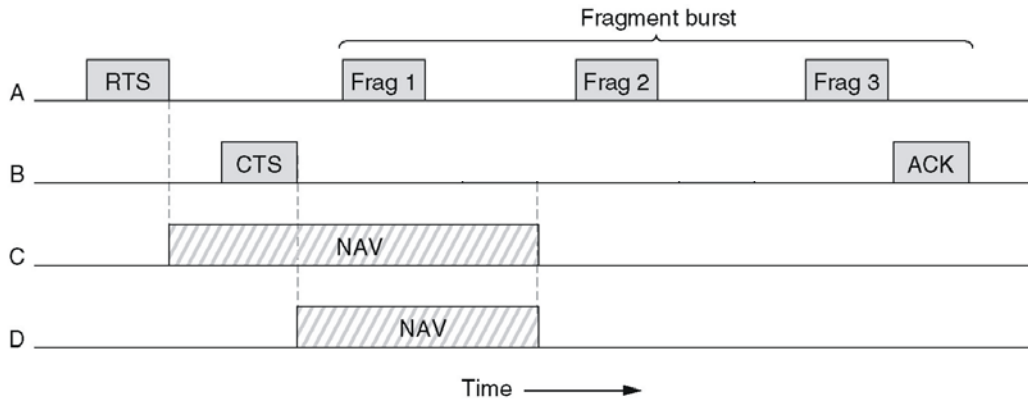 Fragment burst
A RTS Frag 1 Frag 2 Frag 3
B CTS ACK
C NAV
D NAV
Time